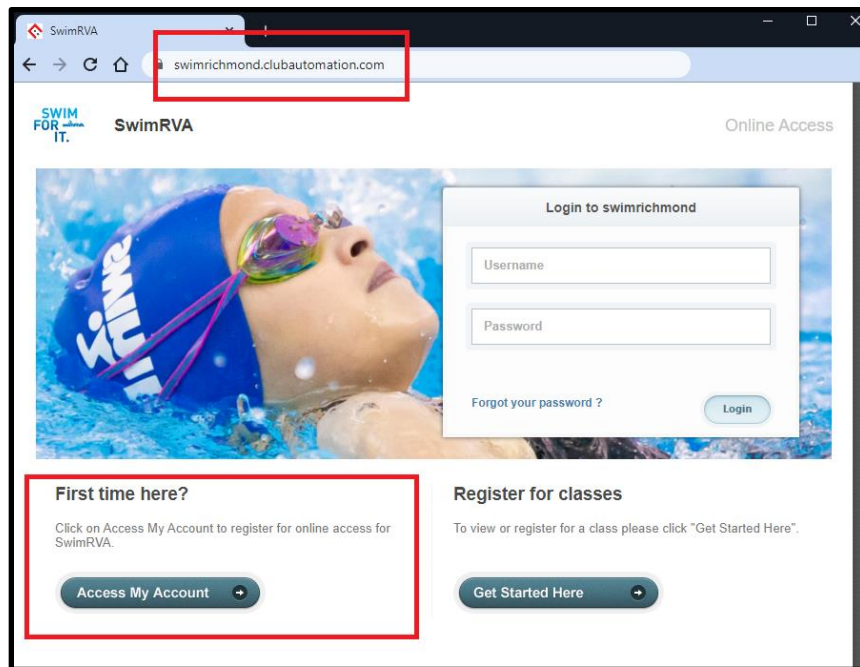 SwimRVA
swimrichmond.clubautomation.com
SWIM
FOR
IT.
SwimRVA
Online Access
Login to swimrichmond
Username
Password
Forgot your password ?
Login
First time here?
Click on Access My Account to register for online access for
SwimRVA.
Access My Account
Register for classes
To view or register for a class please click "Get Started Here".
Get Started Here